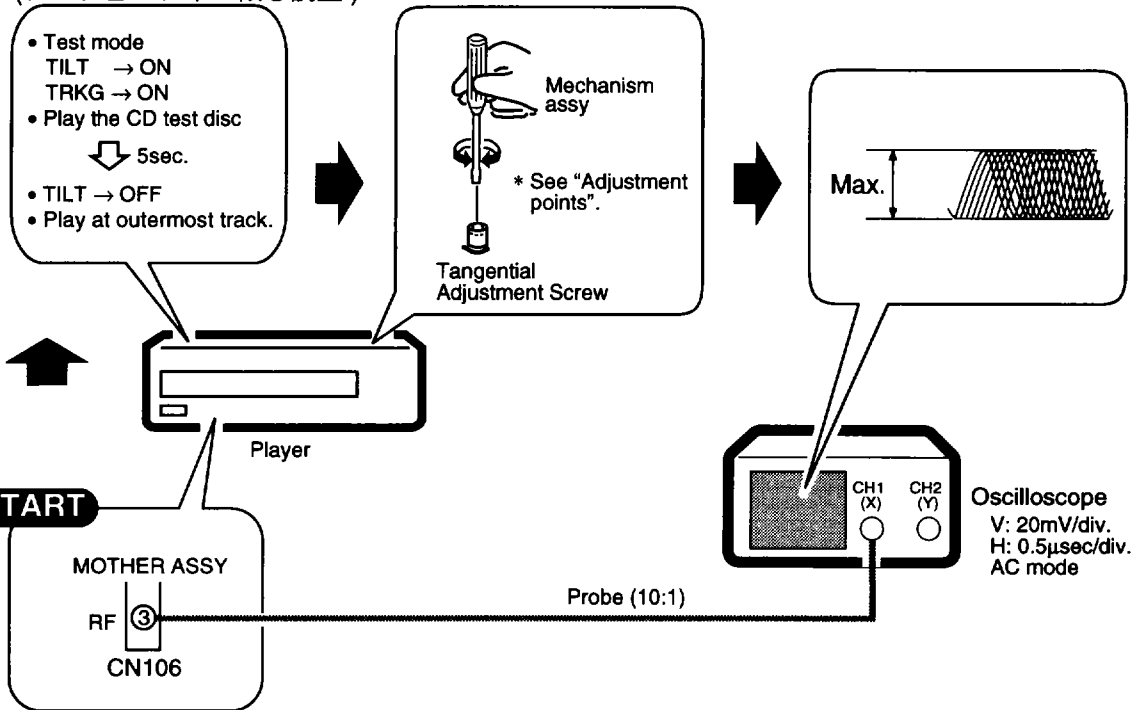 • Test mode
TILT → ON
TRKG → ON
• Play the CD test disc
5sec.
• TILT → OFF
• Play at outermost track.
Mechanism
assy
* See “Adjustment
points”.
Tangential
Adjustment Screw
Max.
Player
TART
MOTHER ASSY
RF ③
CN106
Probe (10:1)
CH1
(X)
CH2
(Y)
Oscilloscope
V: 20mV/div.
H: 0.5μsec/div.
AC mode